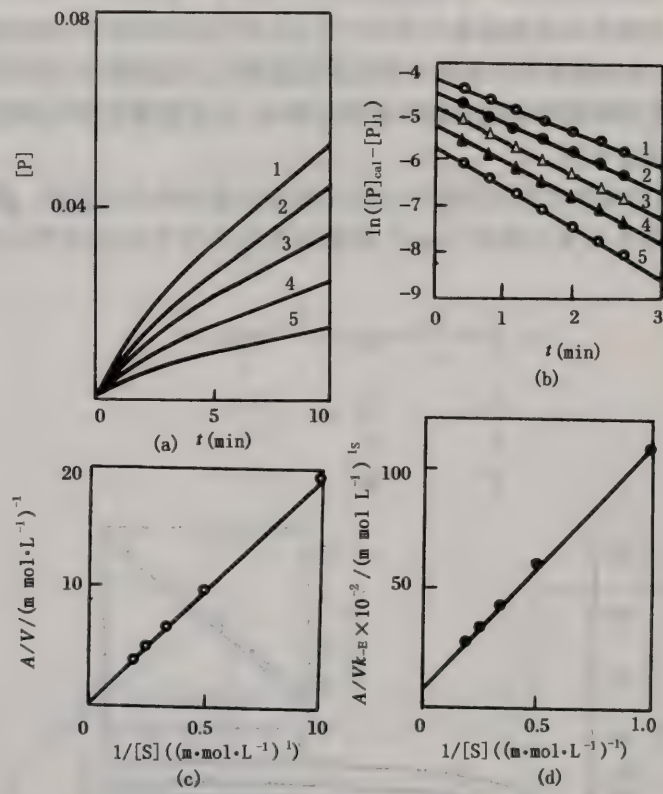 0.08
0.04
0
[P]
1
2
3
4
5
0 5 10
(a) t(min)
-4
-5
-6
-7
-8
-9
ln([P]cal-[P]1)
1
2
3
4
5
0 1 2 3
t(min)
(b)
20
10
A/V/(m mol·L⁻¹)⁻¹
0 0.5 10
1/[S]((m·mol·L⁻¹)¹)
(c)
100
50
A/Vk-E×10⁻²/(m mol L⁻¹)¹S
0 0.5 1.0
1/[S]((m·mol·L⁻¹)⁻¹)
(d)